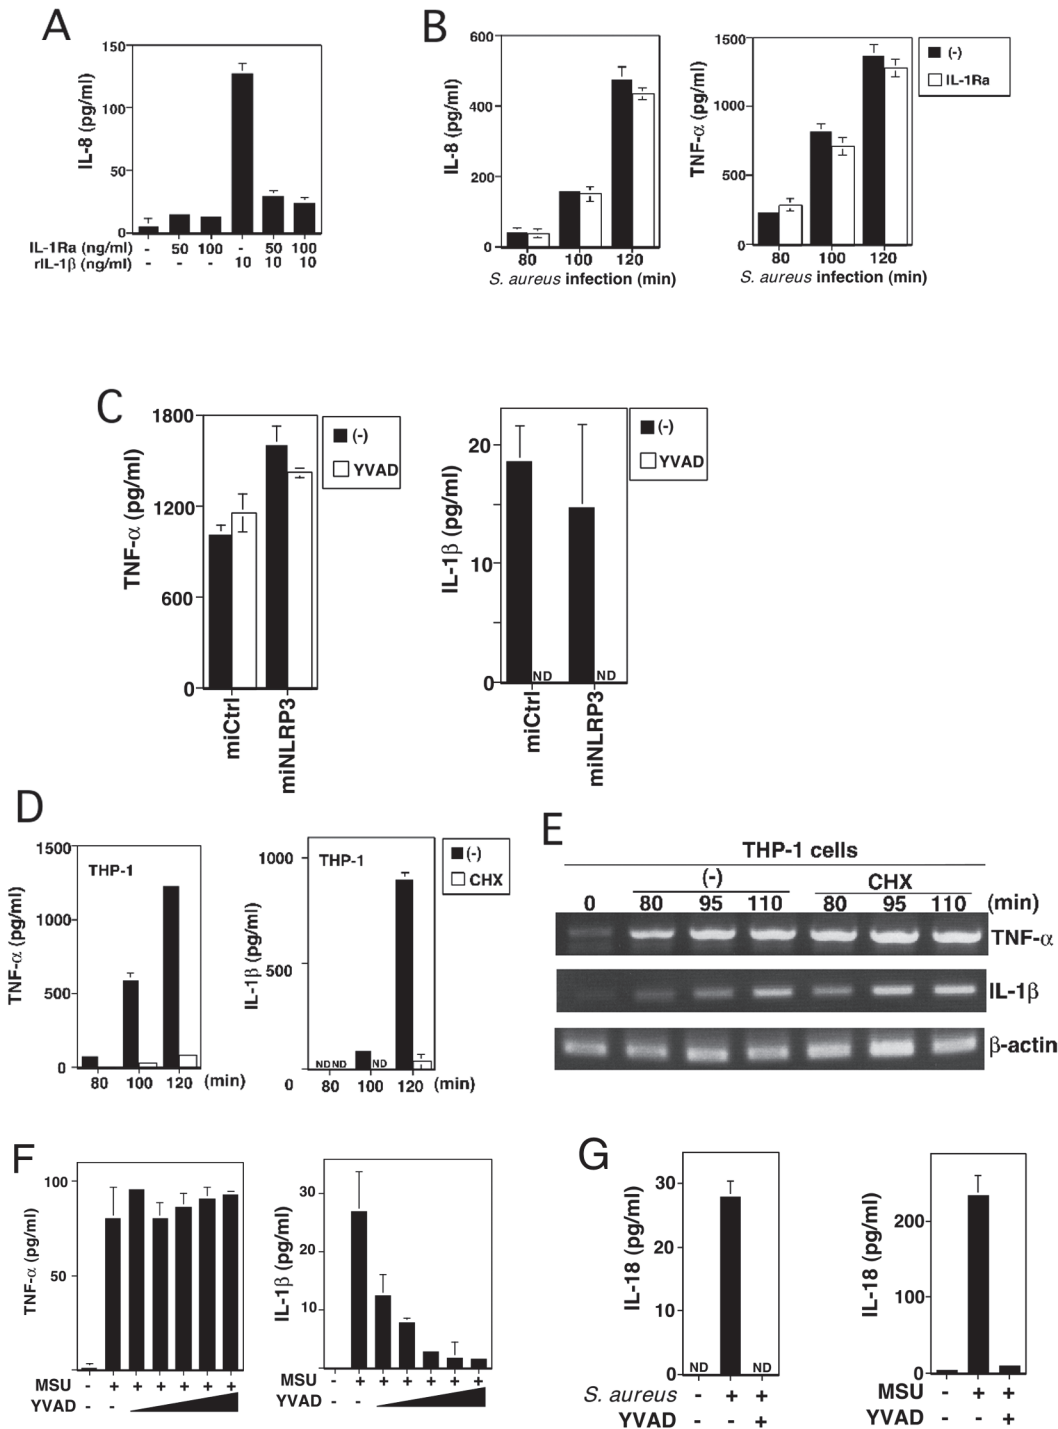 A
IL-8 (pg/ml)
150
100
50
0
IL-1Ra (ng/ml) - 50 100 - 50 100
rIL-1β (ng/ml) - - - 10 10 10
B
IL-8 (pg/ml)
600
400
200
0
80 100 120
S. aureus infection (min)
TNF-α (pg/ml)
1500
1000
500
0
80 100 120
S. aureus infection (min)
(-)
IL-1Ra
C
TNF-α (pg/ml)
1800
1200
600
0
miCtrl
miNLRP3
(-)
YVAD
IL-1β (pg/ml)
20
10
0
ND ND
miCtrl
miNLRP3
(-)
YVAD
D
TNF-α (pg/ml)
1500
1000
500
0
THP-1
80 100 120 (min)
IL-1β (pg/ml)
1000
500
0
THP-1
ND ND ND
80 100 120 (min)
(-)
CHX
E
THP-1 cells
(-) CHX
0 80 95 110 80 95 110 (min)
TNF-α
IL-1β
β-actin
F
TNF-α (pg/ml)
100
50
MSU - + + + + + +
YVAD - -
IL-1β (pg/ml)
30
20
10
MSU - + + + + + +
YVAD - -
G
IL-18 (pg/ml)
30
20
10
0
ND ND
S. aureus - + +
YVAD - - +
IL-18 (pg/ml)
200
100
0
MSU - + +
YVAD - - +